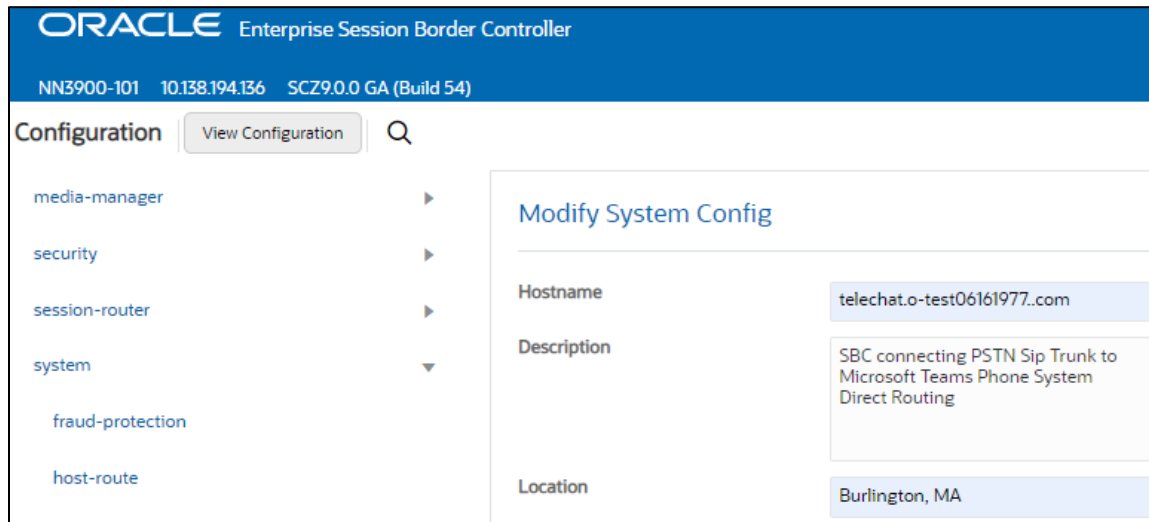 ORACLE Enterprise Session Border Controller
NN3900-101 10.138.194.136 SCZ9.0.0 GA (Build 54)
Configuration View Configuration
media-manager
security
session-router
system
fraud-protection
host-route
Modify System Config
Hostname telechat.o-test06161977..com
Description SBC connecting PSTN Sip Trunk to
Microsoft Teams Phone System
Direct Routing
Location Burlington, MA